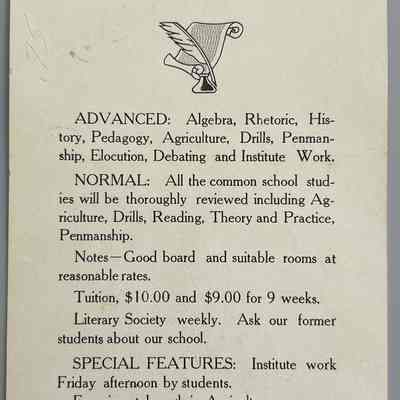 ADVANCED: Algebra, Rhetoric, His-
tory, Pedagogy, Agriculture, Drills, Penman-
ship, Elocution, Debating and Institute Work.
NORMAL: All the common school stud-
ies will be thoroughly reviewed including Ag-
riculture, Drills, Reading, Theory and Practice,
Penmanship.
Notes—Good board and suitable rooms at
reasonable rates.
Tuition, $10.00 and $9.00 for 9 weeks.
Literary Society weekly. Ask our former
students about our school.
SPECIAL FEATURES: Institute work
Friday afternoon by students.